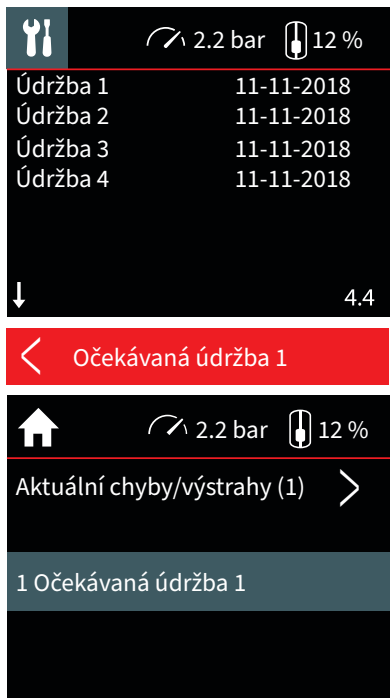 2.2 bar 12 %
Údržba 1 11-11-2018
Údržba 2 11-11-2018
Údržba 3 11-11-2018
Údržba 4 11-11-2018
4.4
Očekávaná údržba 1
2.2 bar 12 %
Aktuální chyby/výstrahy (1)
1 Očekávaná údržba 1